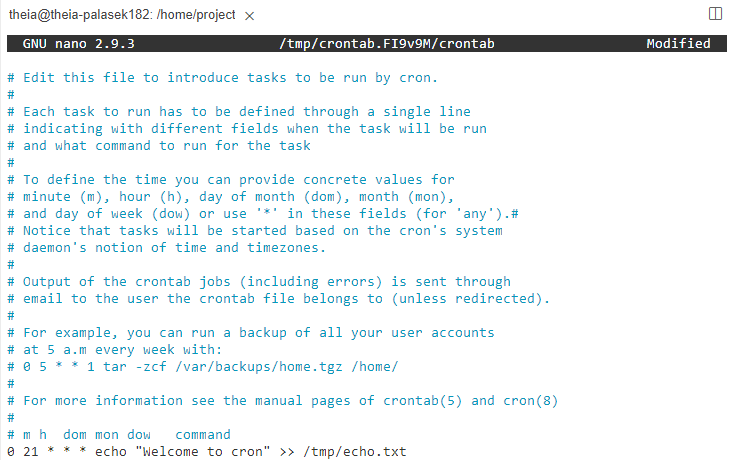 theia@theia-palasek182: /home/project ×
GNU nano 2.9.3 /tmp/crontab.FI9v9M/crontab Modified
# Edit this file to introduce tasks to be run by cron.
#
# Each task to run has to be defined through a single line
# indicating with different fields when the task will be run
# and what command to run for the task
#
# To define the time you can provide concrete values for
# minute (m), hour (h), day of month (dom), month (mon),
# and day of week (dow) or use '*' in these fields (for 'any').#
# Notice that tasks will be started based on the cron's system
# daemon's notion of time and timezones.
#
# Output of the crontab jobs (including errors) is sent through
# email to the user the crontab file belongs to (unless redirected).
#
# For example, you can run a backup of all your user accounts
# at 5 a.m every week with:
# 0 5 * * 1 tar -zcf /var/backups/home.tgz /home/
#
# For more information see the manual pages of crontab(5) and cron(8)
#
# m h  dom mon dow   command
0 21 * * * echo "Welcome to cron" >> /tmp/echo.txt